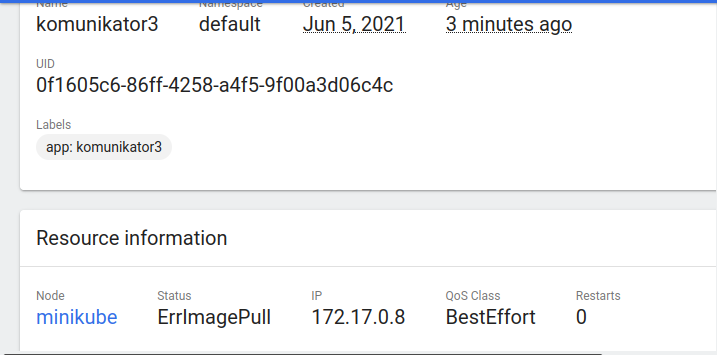 Name Namespace Created Age
komunikator3 default Jun 5, 2021 3 minutes ago
UID
0f1605c6-86ff-4258-a4f5-9f00a3d06c4c
Labels
app: komunikator3
Resource information
Node Status IP QoS Class Restarts
minikube ErrImagePull 172.17.0.8 BestEffort 0